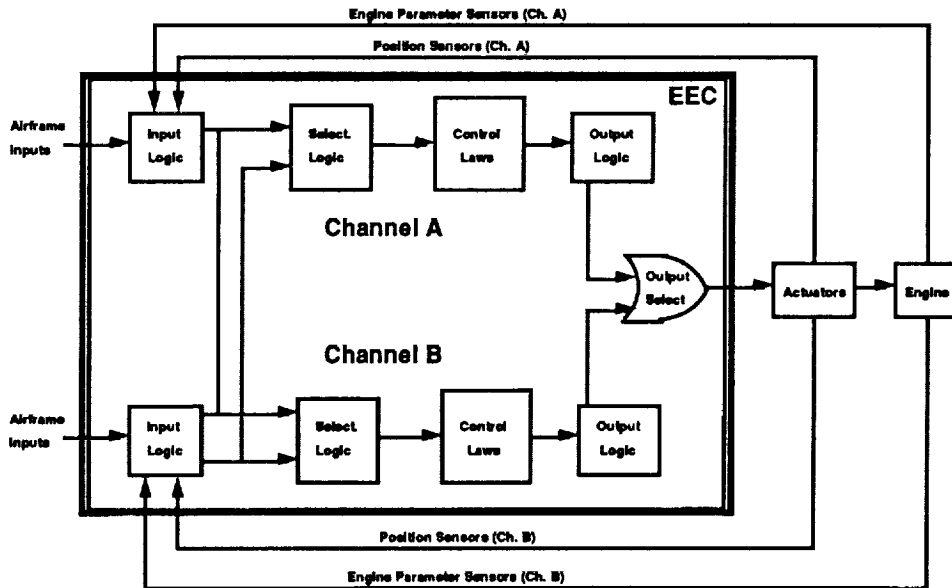 Engine Parameter Sensors (Ch. A)
Position Sensors (Ch. A)
EEC
Airframe
Inputs
Input
Logic
Select.
Logic
Control
Laws
Output
Logic
Channel A
Output
Select
Actuators
Engine
Channel B
Airframe
Inputs
Input
Logic
Select.
Logic
Control
Laws
Output
Logic
Position Sensors (Ch. B)
Engine Parameter Sensors (Ch. B)